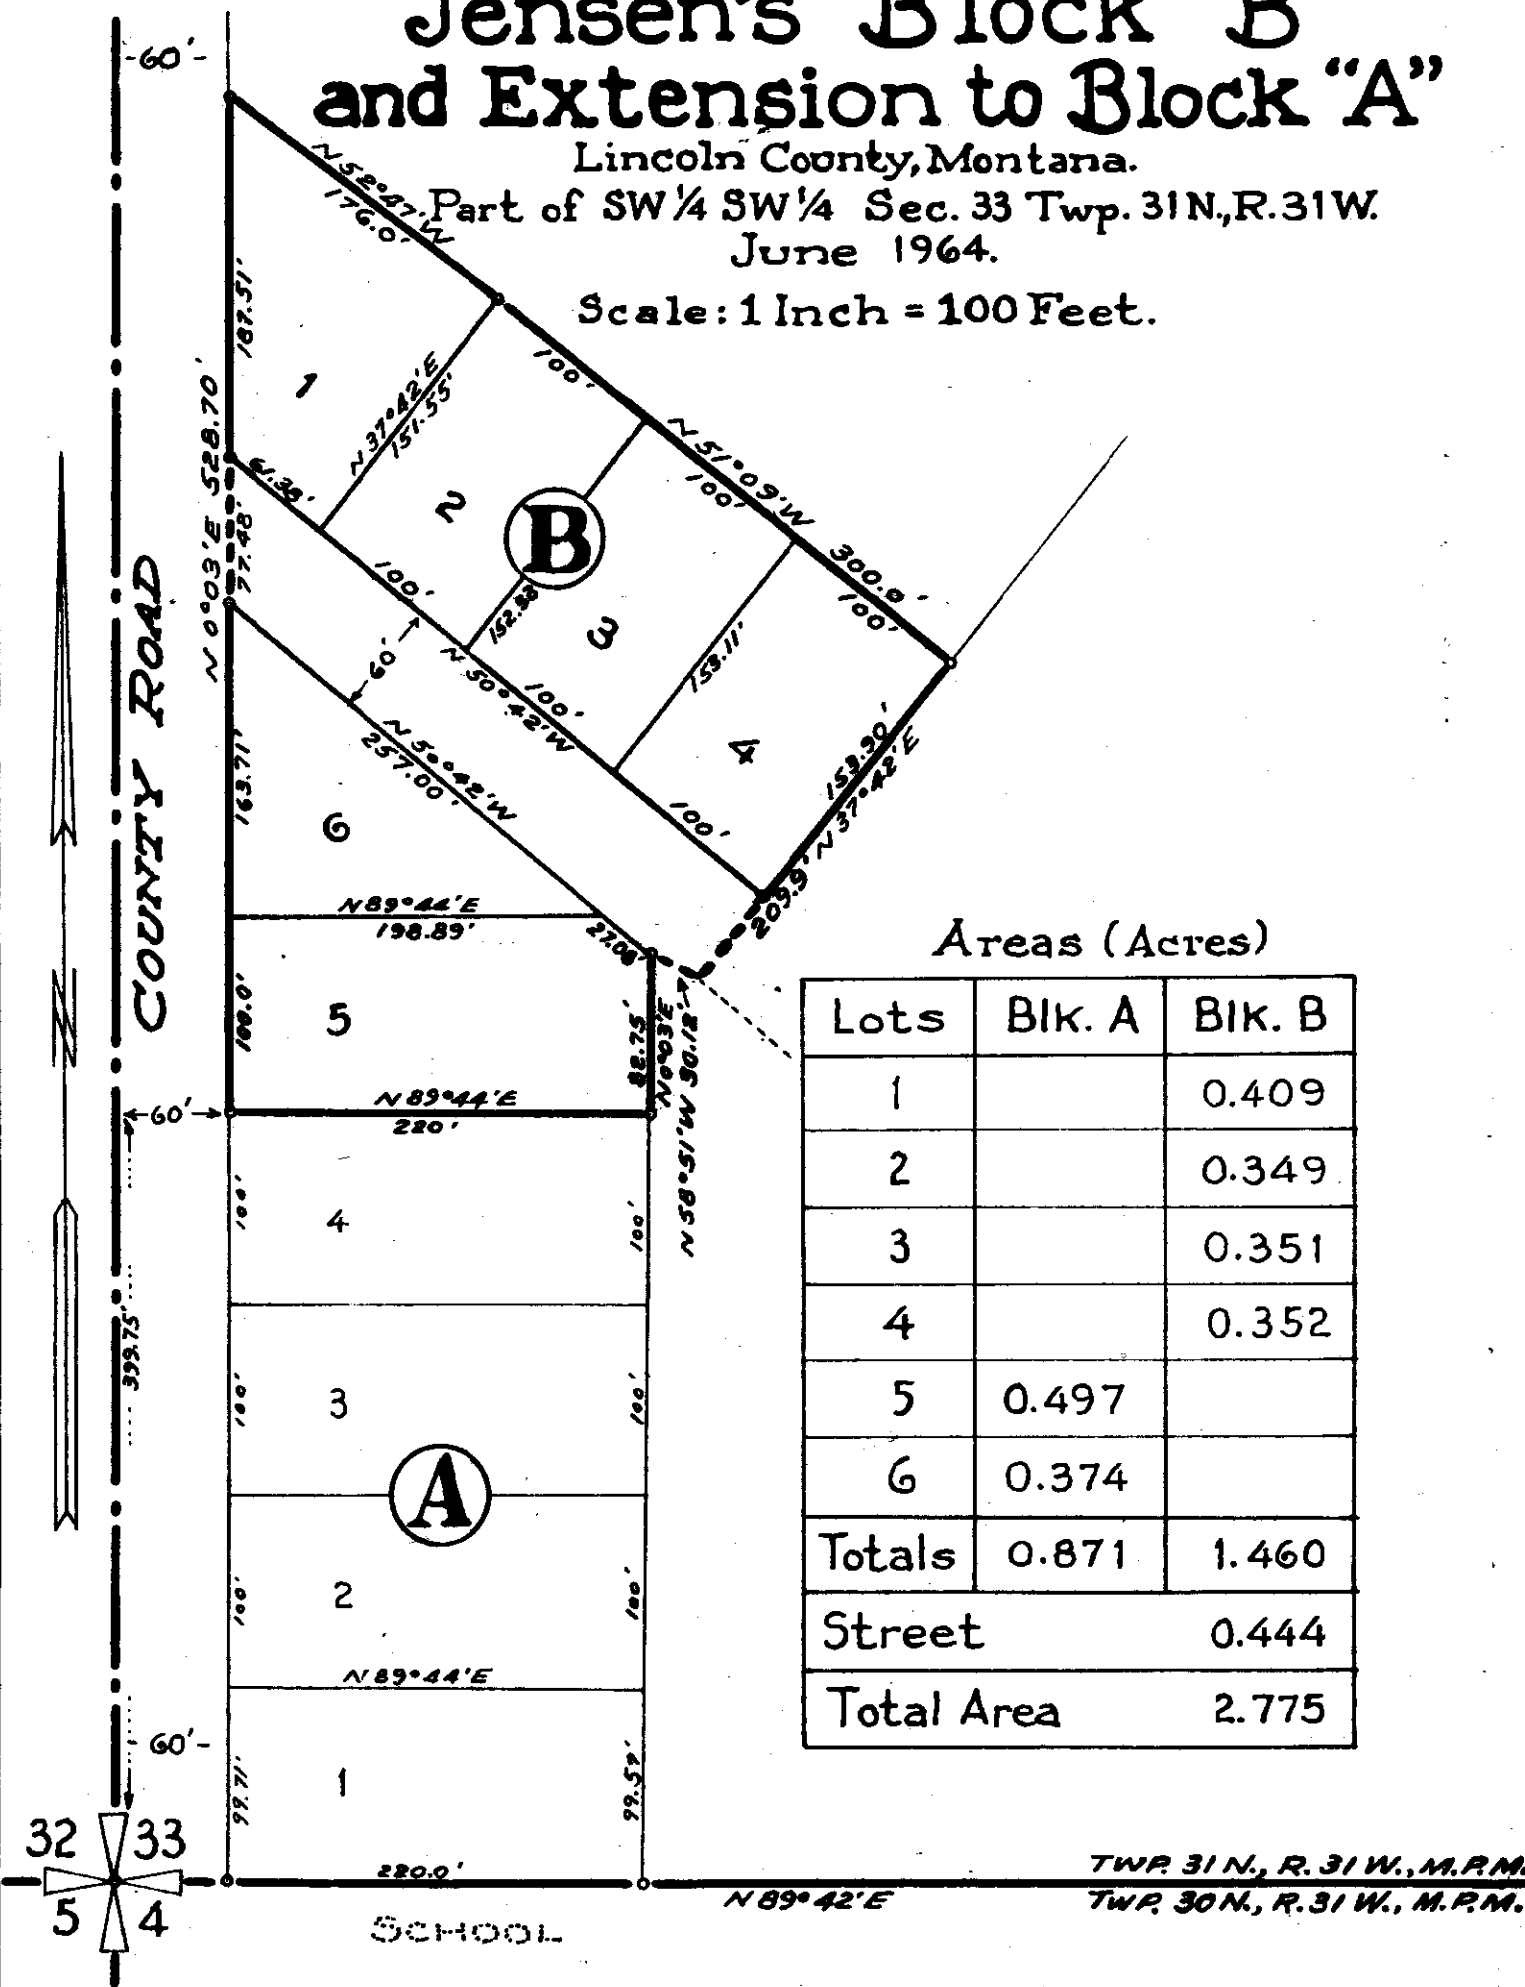 Jensen's Block B
and Extension to Block "A"
Lincoln County, Montana.
Part of SW ¼ SW ¼ Sec. 33 Twp. 31 N., R. 31 W.
June 1964.
Scale: 1 Inch = 100 Feet.
-60'-
N 52°47' W
176.0'
187.51'
1
N 37°42' E
151.55'
100'
N 51°09' W
300.0'
100'
100'
N 0°03' E 528.70'
61.38'
77.48'
2
B
152.33
3
153.11'
4
100'
60'
N 50°42' W
100'
100'
153.90'
N 37°42' E
209.9'
COUNTY ROAD
N
163.71'
N 50°42' W
257.00'
6
N 89°44' E
198.89'
27.08'
100.0'
5
82.75'
N 0°03' E
N 58°51' W 30.12'
N 89°44' E
220'
60'
399.75'
100'
4
100'
100'
3
100'
A
100'
2
100'
N 89°44' E
60'-
99.71'
1
99.57'
220.0'
32 33
5 4
SCHOOL
N 89°42' E
TWP. 31 N., R. 31 W., M.P.M.
TWP. 30 N., R. 31 W., M.P.M.
Areas (Acres)
Lots Blk. A Blk. B
1 0.409
2 0.349
3 0.351
4 0.352
5 0.497
6 0.374
Totals 0.871 1.460
Street 0.444
Total Area 2.775